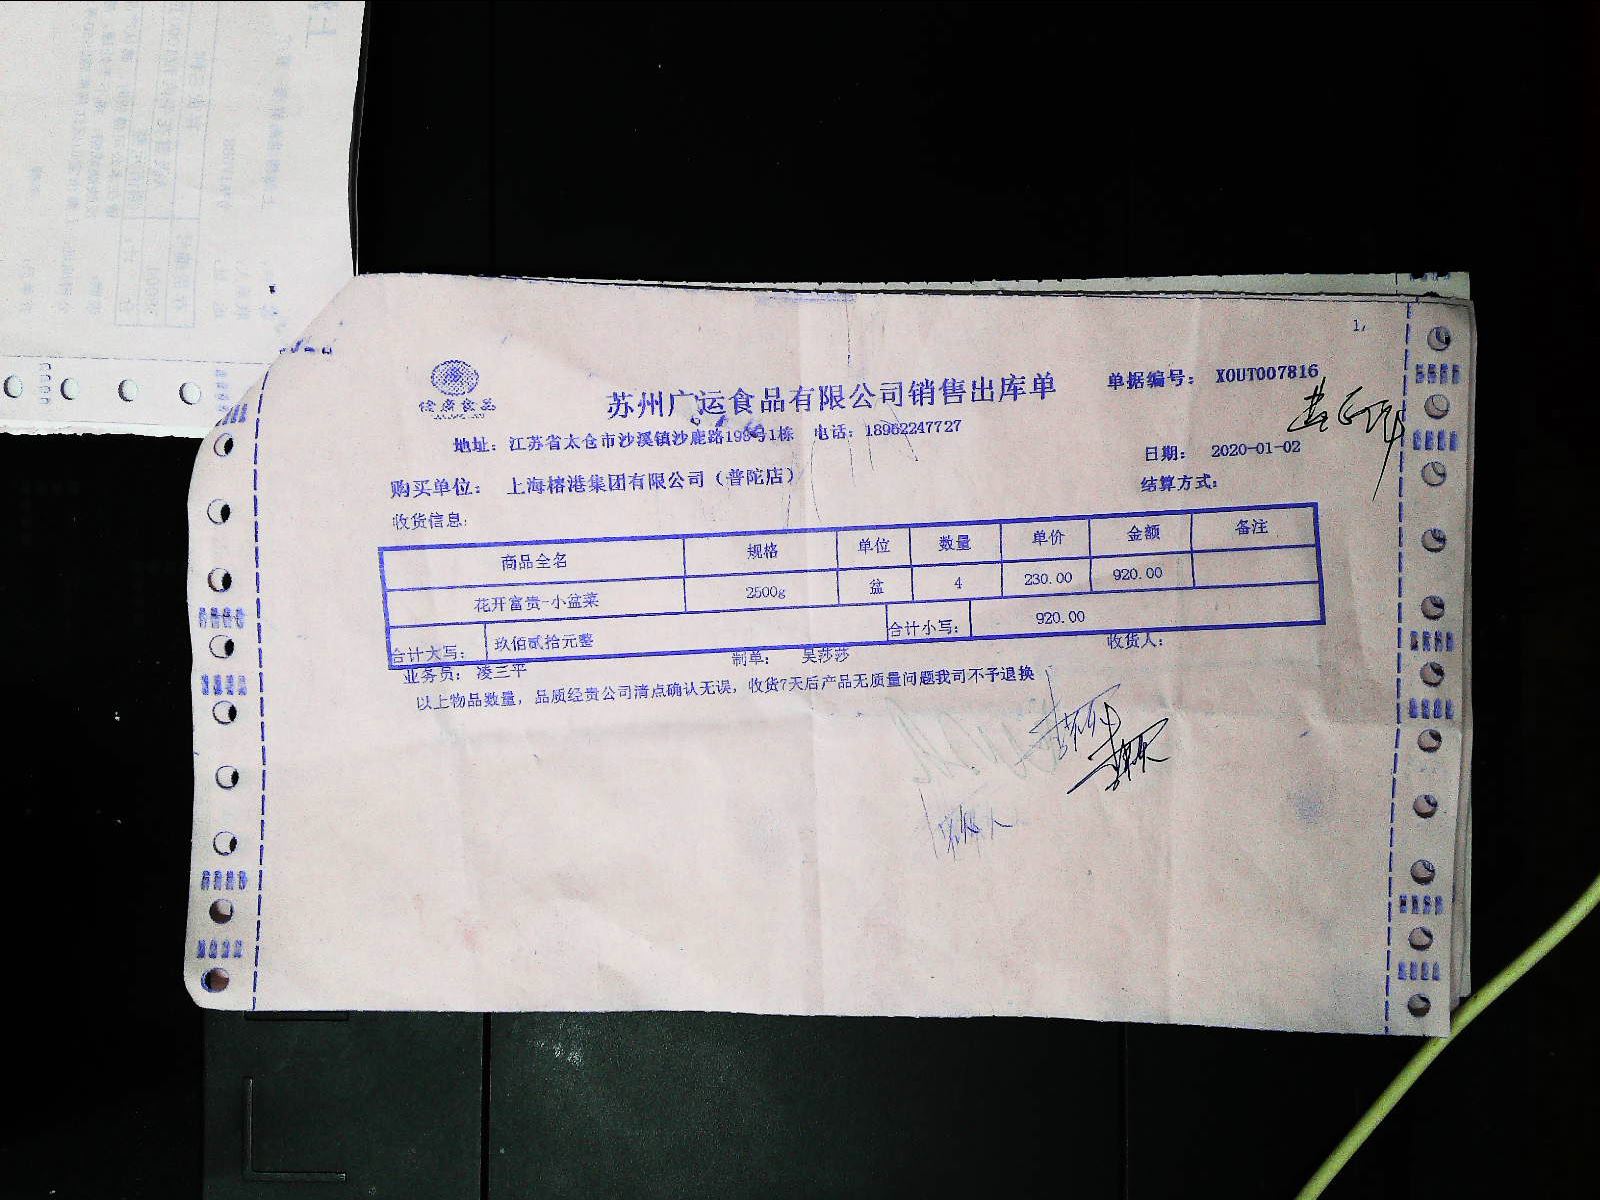 1,
苏州广运食品有限公司销售出库单
单据编号: XOUT007816
地址: 江苏省太仓市沙溪镇沙鹿路198号1栋 电话: 18962247727
日期: 2020-01-02
购买单位: 上海榕港集团有限公司（普陀店）
结算方式:
收货信息:
商品全名 规格 单位 数量 单价 金额 备注
花开富贵-小盆菜 2500g 盆 4 230.00 920.00
合计大写: 玖佰贰拾元整 合计小写: 920.00
业务员: 凌三平 制单: 吴莎莎 收货人:
以上物品数量, 品质经贵公司清点确认无误, 收货7天后产品无质量问题我司不予退换